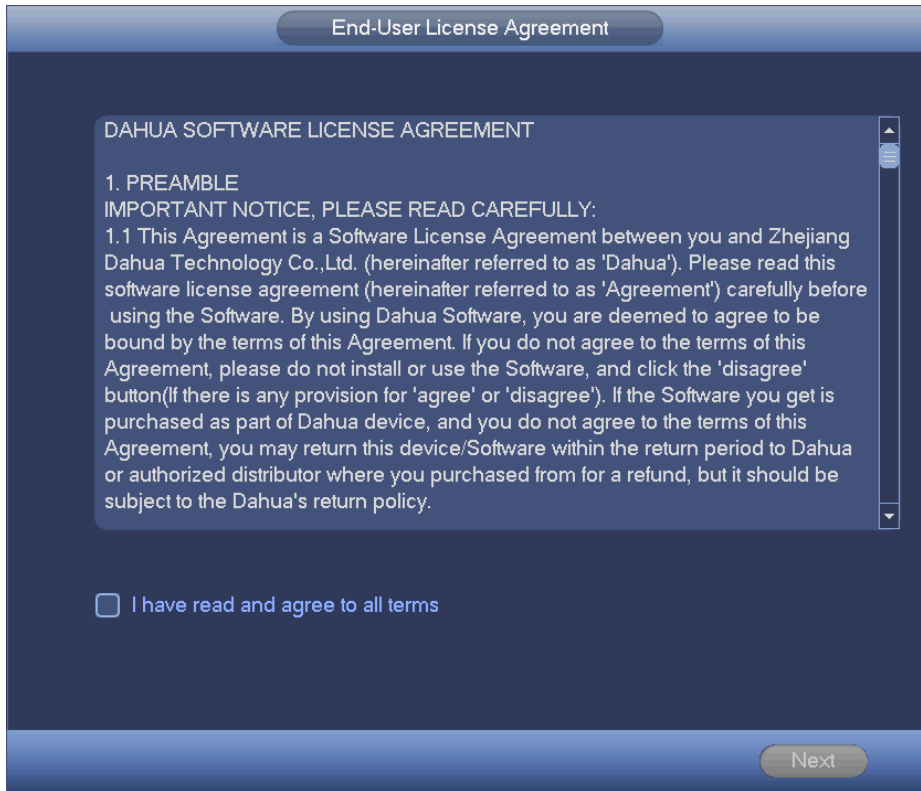 End-User License Agreement
DAHUA SOFTWARE LICENSE AGREEMENT
1. PREAMBLE
IMPORTANT NOTICE, PLEASE READ CAREFULLY:
1.1 This Agreement is a Software License Agreement between you and Zhejiang
Dahua Technology Co.,Ltd. (hereinafter referred to as 'Dahua'). Please read this
software license agreement (hereinafter referred to as 'Agreement') carefully before
using the Software. By using Dahua Software, you are deemed to agree to be
bound by the terms of this Agreement. If you do not agree to the terms of this
Agreement, please do not install or use the Software, and click the 'disagree'
button(If there is any provision for 'agree' or 'disagree'). If the Software you get is
purchased as part of Dahua device, and you do not agree to the terms of this
Agreement, you may return this device/Software within the return period to Dahua
or authorized distributor where you purchased from for a refund, but it should be
subject to the Dahua's return policy.
I have read and agree to all terms
Next